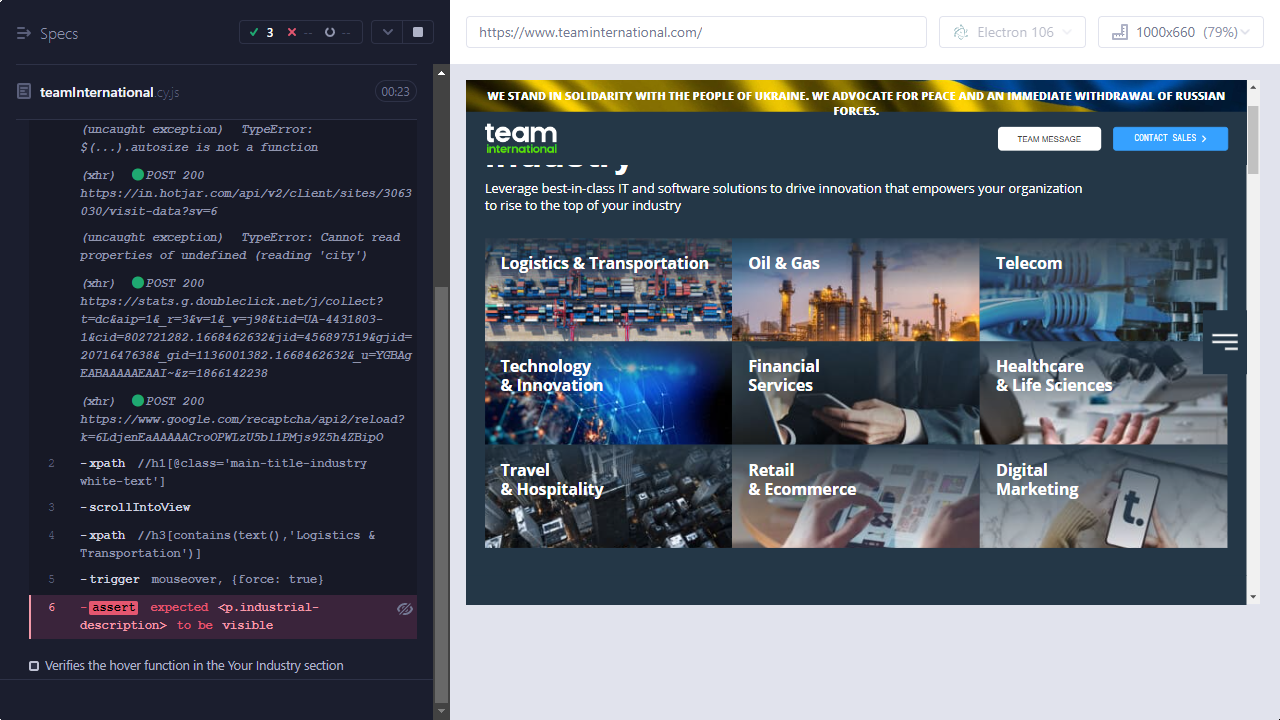 Specs
3
--
--
https://www.teaminternational.com/
Electron 106
1000x660 (79%)
teamInternational.cy.js
00:23
(uncaught exception) TypeError:
$(...).autosize is not a function
(xhr) POST 200
https://in.hotjar.com/api/v2/client/sites/3063
030/visit-data?sv=6
(uncaught exception) TypeError: Cannot read
properties of undefined (reading 'city')
(xhr) POST 200
https://stats.g.doubleclick.net/j/collect?
t=dc&aip=1&_r=3&v=1&_v=j98&tid=UA-4431803-
1&cid=802721282.1668462632&jid=456897519&gjid=
2071647638&_gid=1136001382.1668462632&_u=YGBAg
EABAAAAAEAAI~&z=1866142238
(xhr) POST 200
https://www.google.com/recaptcha/api2/reload?
k=6LdjenEaAAAAACroOPWLzU5bl1PMjs9Z5h4ZBipO
2 -xpath //h1[@class='main-title-industry
white-text']
3 -scrollIntoView
4 -xpath //h3[contains(text(),'Logistics &
Transportation')]
5 -trigger mouseover, {force: true}
6 -assert expected <p.industrial-
description> to be visible
Verifies the hover function in the Your Industry section
WE STAND IN SOLIDARITY WITH THE PEOPLE OF UKRAINE. WE ADVOCATE FOR PEACE AND AN IMMEDIATE WITHDRAWAL OF RUSSIAN
FORCES.
team
international
TEAM MESSAGE
CONTACT SALES >
Industry
Leverage best-in-class IT and software solutions to drive innovation that empowers your organization
to rise to the top of your industry
Logistics & Transportation
Oil & Gas
Telecom
Technology
& Innovation
Financial
Services
Healthcare
& Life Sciences
Travel
& Hospitality
Retail
& Ecommerce
Digital
Marketing
t.